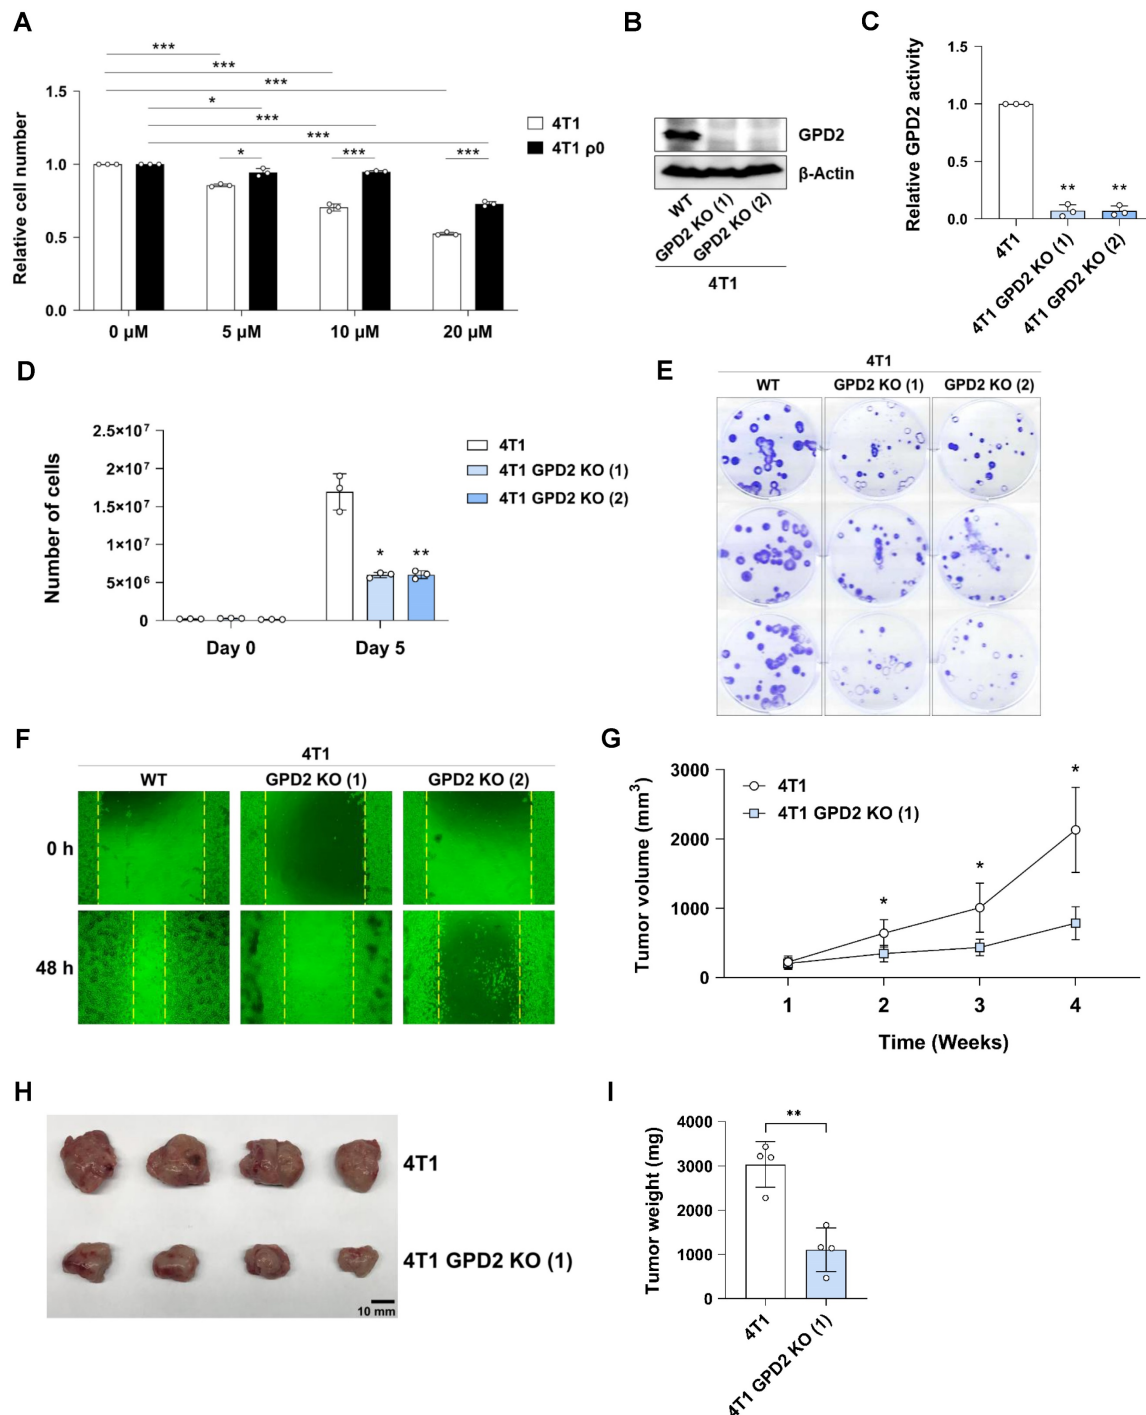 A
***
***
***
*
***
***
*
***
***
Relative cell number
1.5
1.0
0.5
0.0
0 µM
5 µM
10 µM
20 µM
4T1
4T1 ρ0
B
GPD2
β-Actin
WT
GPD2 KO (1)
GPD2 KO (2)
4T1
C
Relative GPD2 activity
1.5
1.0
0.5
0.0
**
**
4T1
4T1 GPD2 KO (1)
4T1 GPD2 KO (2)
D
Number of cells
2.5×10⁷
2×10⁷
1.5×10⁷
1×10⁷
5×10⁶
0
*
**
Day 0
Day 5
4T1
4T1 GPD2 KO (1)
4T1 GPD2 KO (2)
E
4T1
WT
GPD2 KO (1)
GPD2 KO (2)
F
4T1
WT
GPD2 KO (1)
GPD2 KO (2)
0 h
48 h
G
Tumor volume (mm³)
3000
2000
1000
0
4T1
4T1 GPD2 KO (1)
*
*
*
1
2
3
4
Time (Weeks)
H
4T1
4T1 GPD2 KO (1)
10 mm
I
Tumor weight (mg)
4000
3000
2000
1000
0
**
4T1
4T1 GPD2 KO (1)